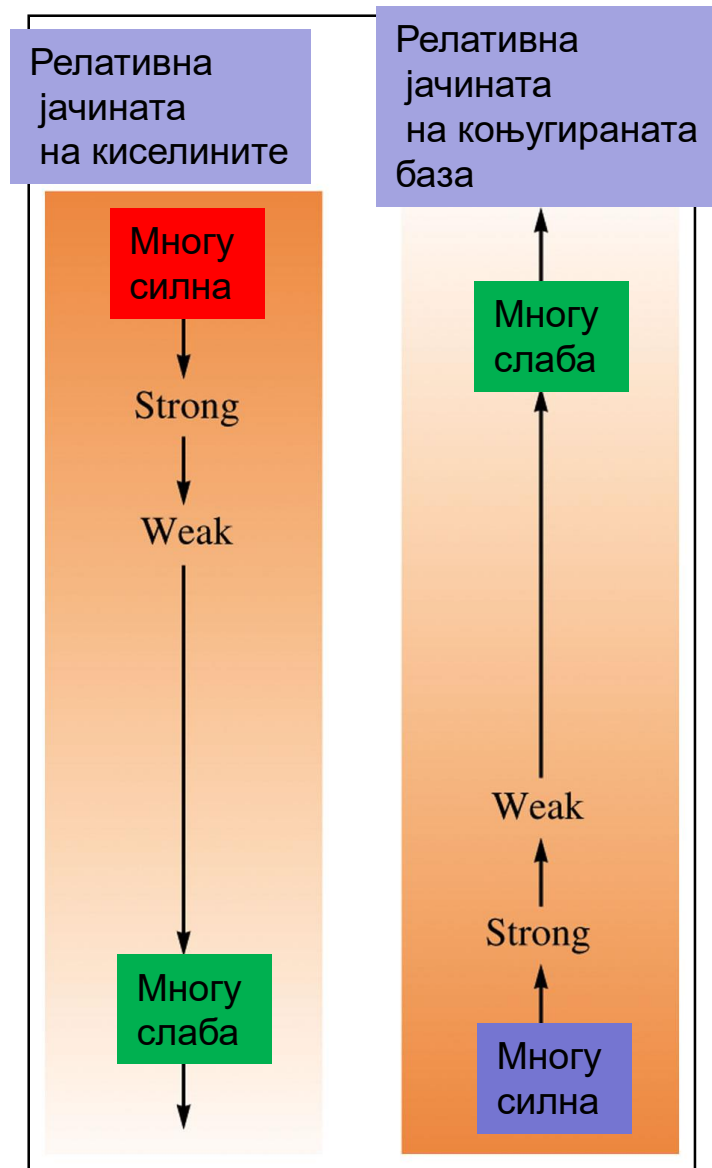 Релативна
јачината
на киселините
Многу
силна
Strong
Weak
Многу
слаба
Релативна
јачината
на коњугираната
база
Многу
слаба
Weak
Strong
Многу
силна